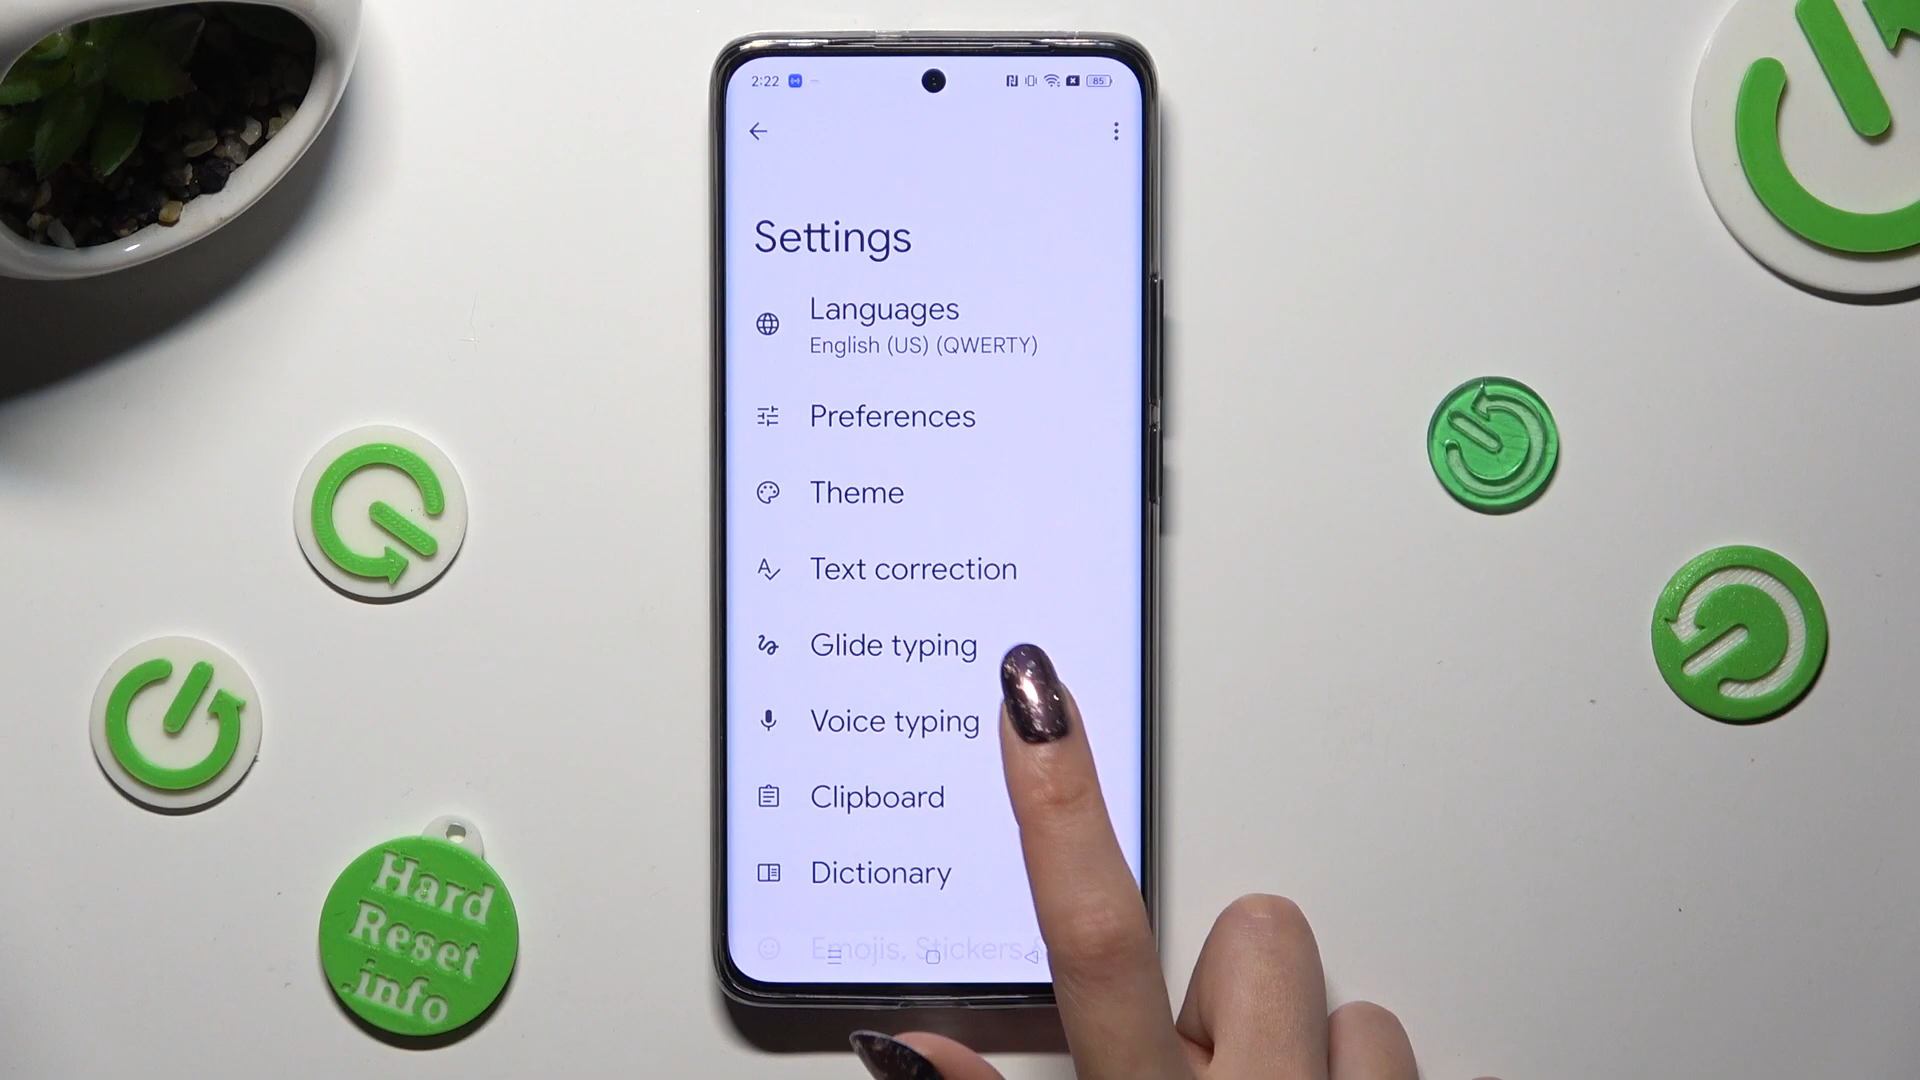 2:22
85
Settings
Languages
English (US) (QWERTY)
Preferences
Theme
Text correction
Glide typing
Voice typing
Clipboard
Dictionary
Emojis, Stickers
Hard
Reset
.info